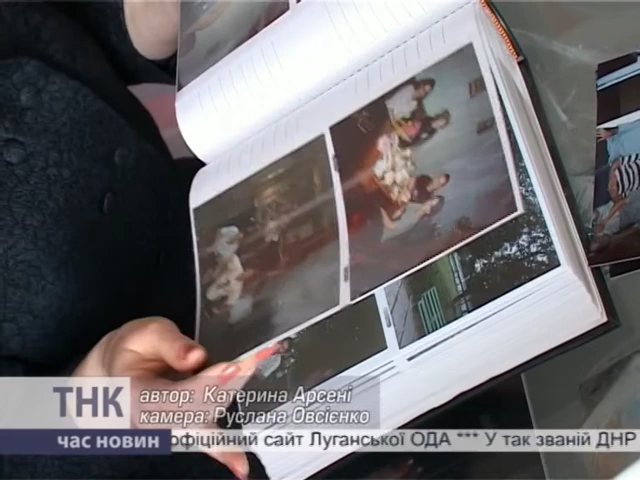 ТНК
автор: Катерина Арсені
камера: Руслана Овсієнко
час новин
офіційний сайт Луганської ОДА *** У так званій ДНР